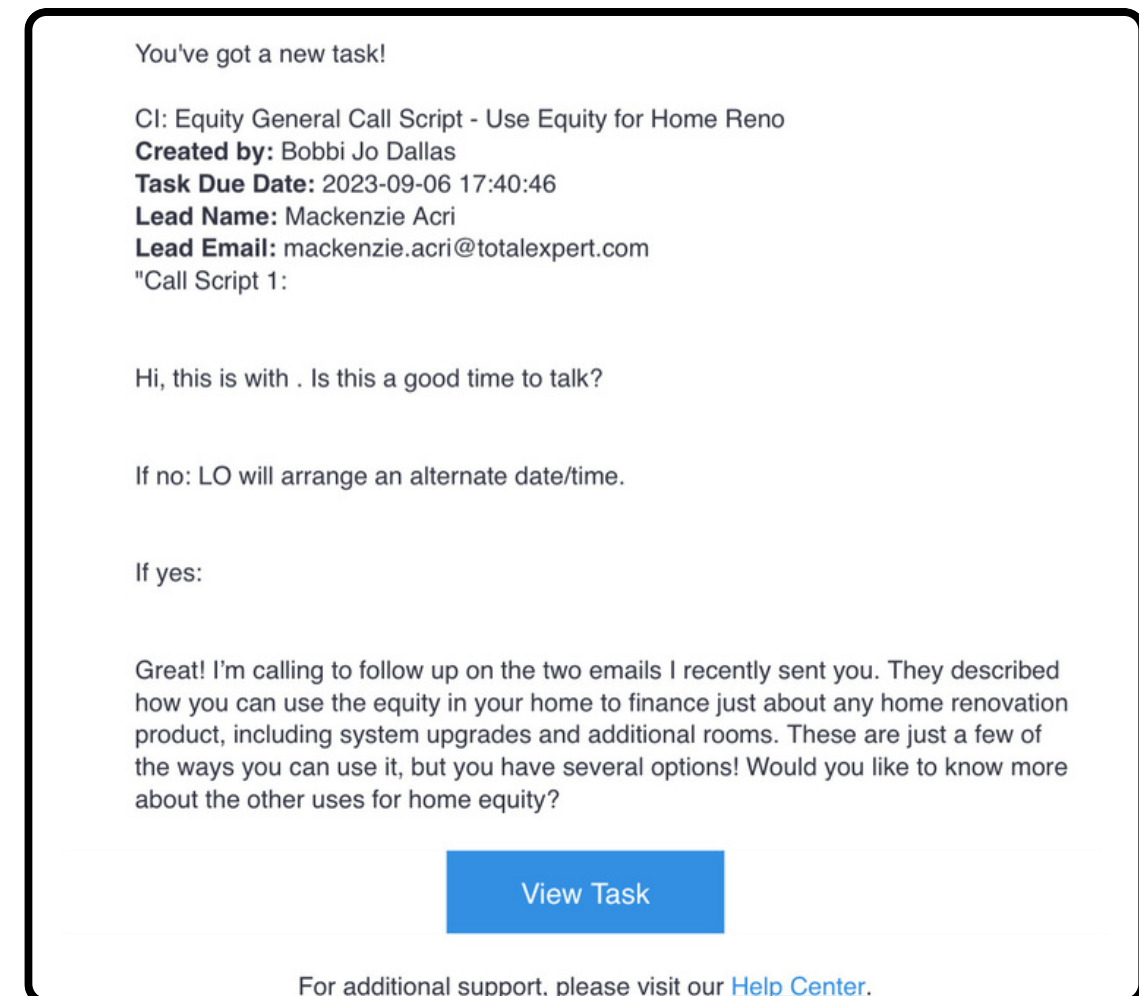 You've got a new task!
CI: Equity General Call Script - Use Equity for Home Reno
Created by: Bobbi Jo Dallas
Task Due Date: 2023-09-06 17:40:46
Lead Name: Mackenzie Acri
Lead Email: mackenzie.acri@totalexpert.com
"Call Script 1:
Hi, this is with . Is this a good time to talk?
If no: LO will arrange an alternate date/time.
If yes:
Great! I’m calling to follow up on the two emails I recently sent you. They described
how you can use the equity in your home to finance just about any home renovation
product, including system upgrades and additional rooms. These are just a few of
the ways you can use it, but you have several options! Would you like to know more
about the other uses for home equity?
View Task
For additional support, please visit our Help Center.